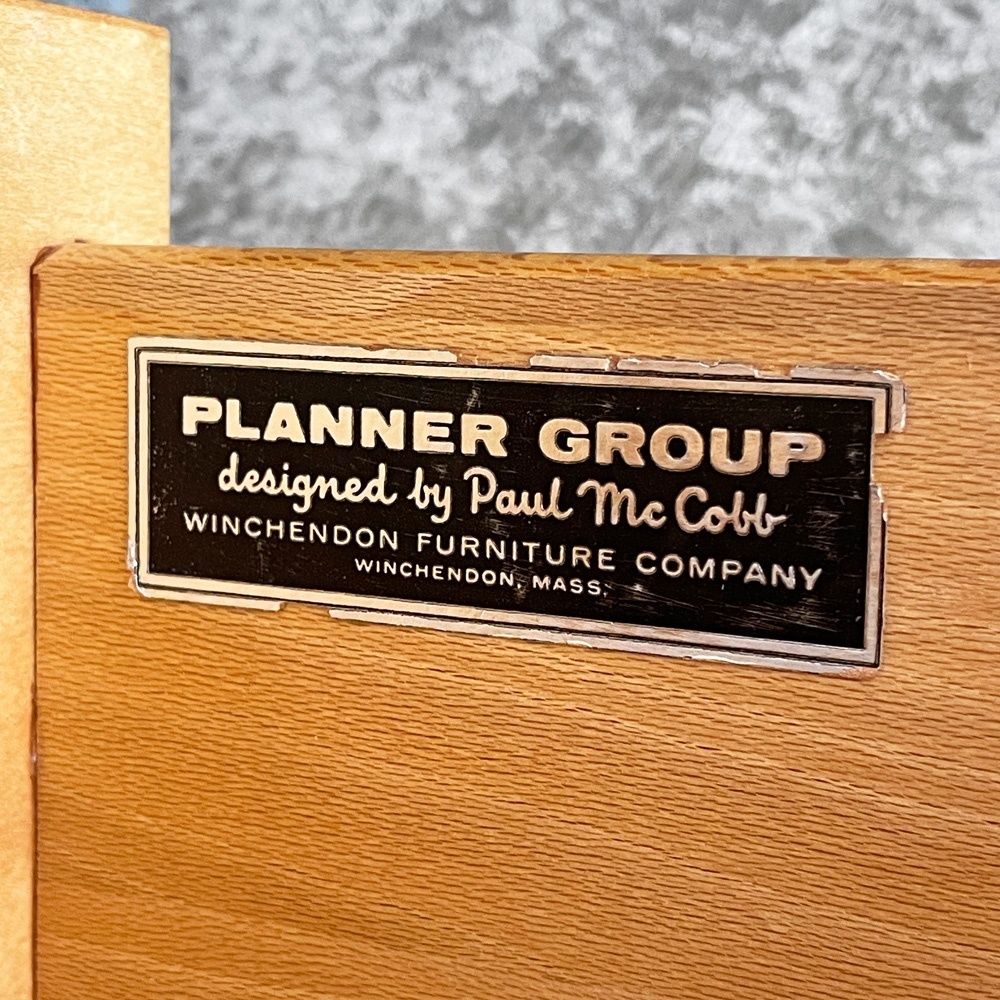 PLANNER GROUP
designed by Paul McCobb
WINCHENDON FURNITURE COMPANY
WINCHENDON, MASS.